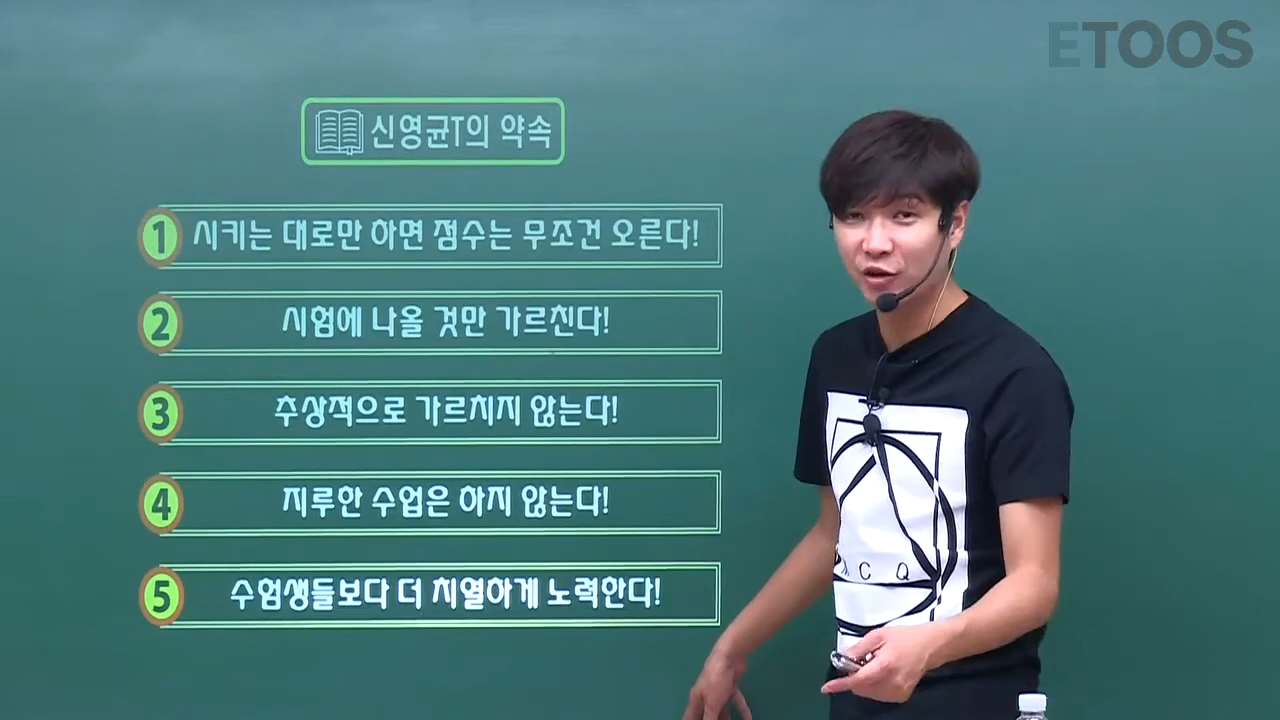 ETOOS
신영균T의 약속
1 시키는 대로만 하면 점수는 무조건 오른다!
2 시험에 나올 것만 가르친다!
3 추상적으로 가르치지 않는다!
4 지루한 수업은 하지 않는다!
5 수험생들보다 더 치열하게 노력한다!
A C Q